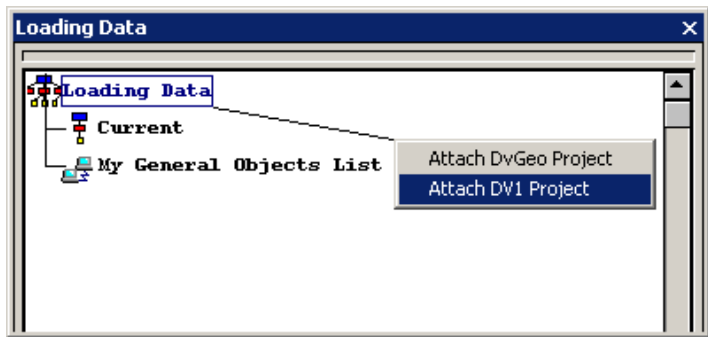 Loading Data
Loading Data
Current
My General Objects List
Attach DvGeo Project
Attach DV1 Project